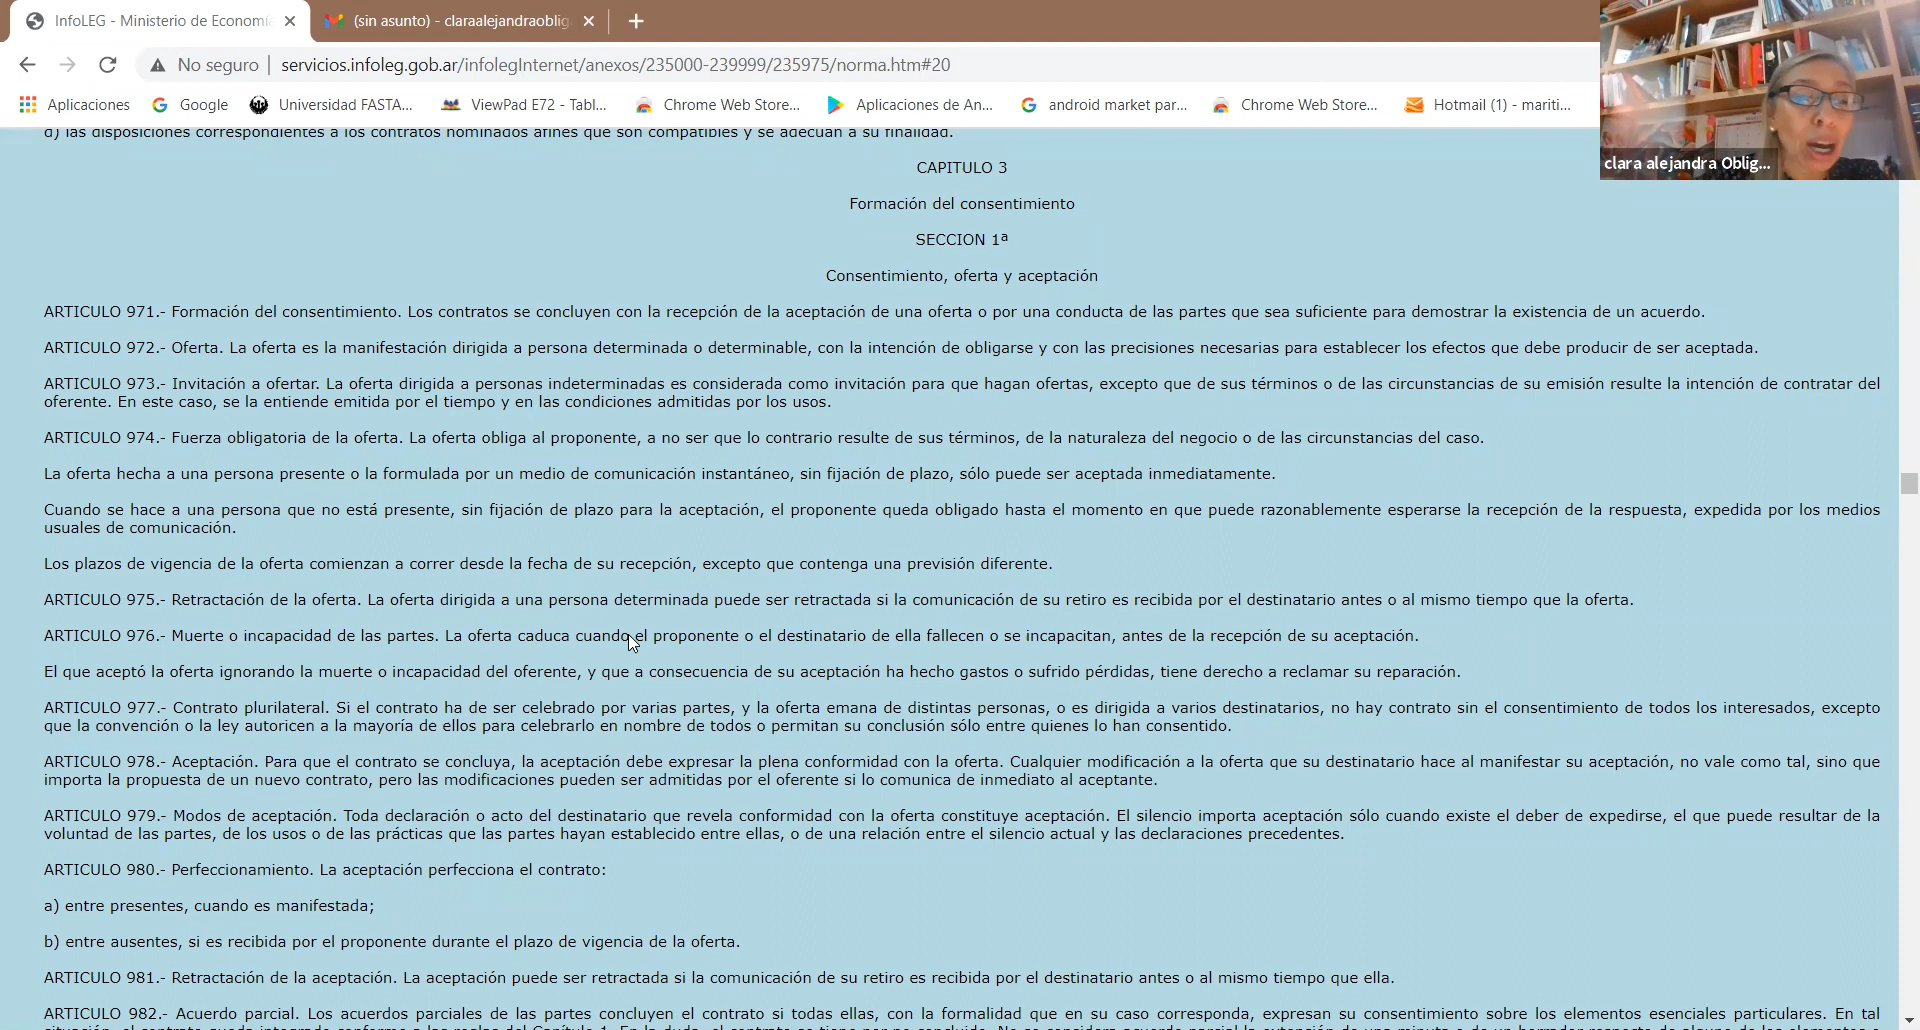 InfoLEG - Ministerio de Economí
(sin asunto) - claraalejandraoblig
No seguro
servicios.infoleg.gob.ar/infolegInternet/anexos/235000-239999/235975/norma.htm#20
Aplicaciones
Google
Universidad FASTA...
ViewPad E72 - Tabl...
Chrome Web Store...
Aplicaciones de An...
android market par...
Chrome Web Store...
Hotmail (1) - mariti...
clara alejandra Oblig...
d) las disposiciones correspondientes a los contratos nominados afines que son compatibles y se adecuan a su finalidad.
CAPITULO 3
Formación del consentimiento
SECCION 1ª
Consentimiento, oferta y aceptación
ARTICULO 971.- Formación del consentimiento. Los contratos se concluyen con la recepción de la aceptación de una oferta o por una conducta de las partes que sea suficiente para demostrar la existencia de un acuerdo.
ARTICULO 972.- Oferta. La oferta es la manifestación dirigida a persona determinada o determinable, con la intención de obligarse y con las precisiones necesarias para establecer los efectos que debe producir de ser aceptada.
ARTICULO 973.- Invitación a ofertar. La oferta dirigida a personas indeterminadas es considerada como invitación para que hagan ofertas, excepto que de sus términos o de las circunstancias de su emisión resulte la intención de contratar del
oferente. En este caso, se la entiende emitida por el tiempo y en las condiciones admitidas por los usos.
ARTICULO 974.- Fuerza obligatoria de la oferta. La oferta obliga al proponente, a no ser que lo contrario resulte de sus términos, de la naturaleza del negocio o de las circunstancias del caso.
La oferta hecha a una persona presente o la formulada por un medio de comunicación instantáneo, sin fijación de plazo, sólo puede ser aceptada inmediatamente.
Cuando se hace a una persona que no está presente, sin fijación de plazo para la aceptación, el proponente queda obligado hasta el momento en que puede razonablemente esperarse la recepción de la respuesta, expedida por los medios
usuales de comunicación.
Los plazos de vigencia de la oferta comienzan a correr desde la fecha de su recepción, excepto que contenga una previsión diferente.
ARTICULO 975.- Retractación de la oferta. La oferta dirigida a una persona determinada puede ser retractada si la comunicación de su retiro es recibida por el destinatario antes o al mismo tiempo que la oferta.
ARTICULO 976.- Muerte o incapacidad de las partes. La oferta caduca cuando el proponente o el destinatario de ella fallecen o se incapacitan, antes de la recepción de su aceptación.
El que aceptó la oferta ignorando la muerte o incapacidad del oferente, y que a consecuencia de su aceptación ha hecho gastos o sufrido pérdidas, tiene derecho a reclamar su reparación.
ARTICULO 977.- Contrato plurilateral. Si el contrato ha de ser celebrado por varias partes, y la oferta emana de distintas personas, o es dirigida a varios destinatarios, no hay contrato sin el consentimiento de todos los interesados, excepto
que la convención o la ley autoricen a la mayoría de ellos para celebrarlo en nombre de todos o permitan su conclusión sólo entre quienes lo han consentido.
ARTICULO 978.- Aceptación. Para que el contrato se concluya, la aceptación debe expresar la plena conformidad con la oferta. Cualquier modificación a la oferta que su destinatario hace al manifestar su aceptación, no vale como tal, sino que
importa la propuesta de un nuevo contrato, pero las modificaciones pueden ser admitidas por el oferente si lo comunica de inmediato al aceptante.
ARTICULO 979.- Modos de aceptación. Toda declaración o acto del destinatario que revela conformidad con la oferta constituye aceptación. El silencio importa aceptación sólo cuando existe el deber de expedirse, el que puede resultar de la
voluntad de las partes, de los usos o de las prácticas que las partes hayan establecido entre ellas, o de una relación entre el silencio actual y las declaraciones precedentes.
ARTICULO 980.- Perfeccionamiento. La aceptación perfecciona el contrato:
a) entre presentes, cuando es manifestada;
b) entre ausentes, si es recibida por el proponente durante el plazo de vigencia de la oferta.
ARTICULO 981.- Retractación de la aceptación. La aceptación puede ser retractada si la comunicación de su retiro es recibida por el destinatario antes o al mismo tiempo que ella.
ARTICULO 982.- Acuerdo parcial. Los acuerdos parciales de las partes concluyen el contrato si todas ellas, con la formalidad que en su caso corresponda, expresan su consentimiento sobre los elementos esenciales particulares. En tal